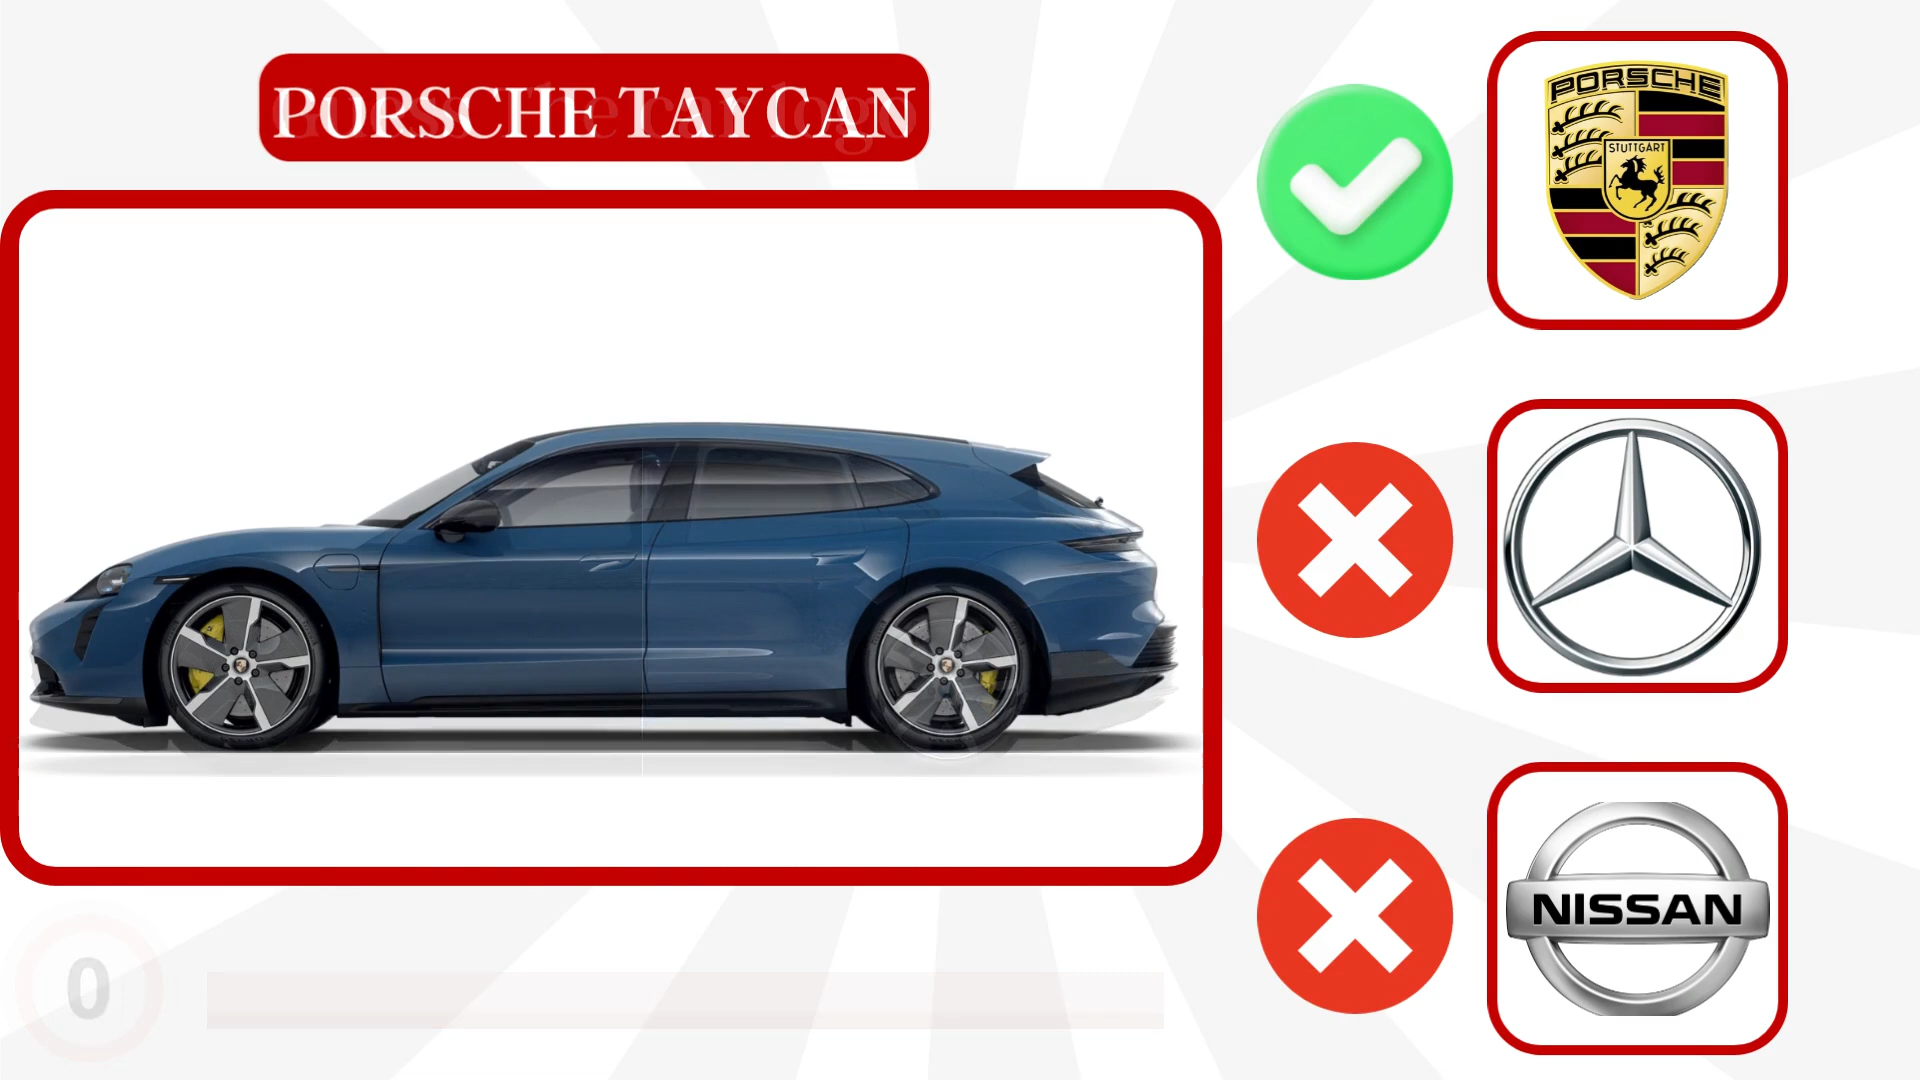 PORSCHE TAYCAN
PORSCHE
STUTTGART
NISSAN
0